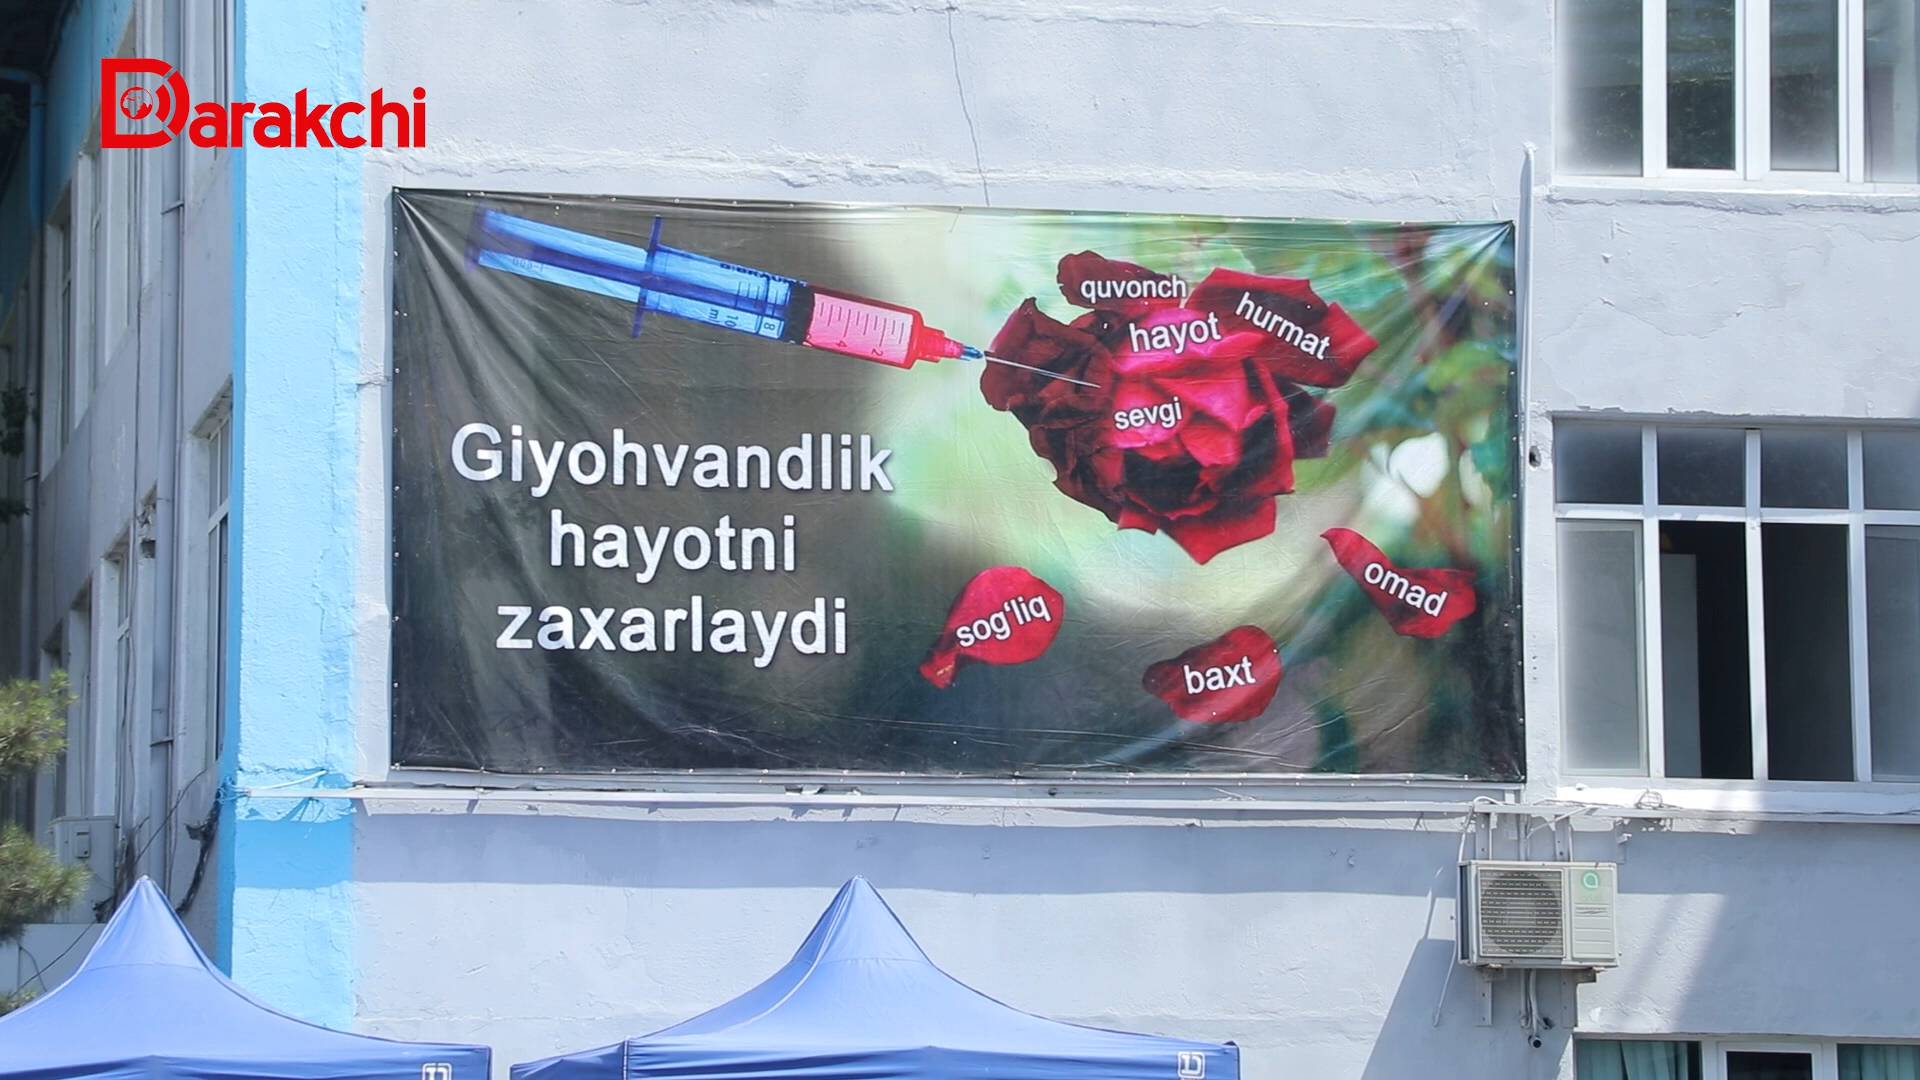 Darakchi
quvonch
hayot
hurmat
sevgi
Giyohvandlik
hayotni
zaxarlaydi
omad
sog‘liq
baxt